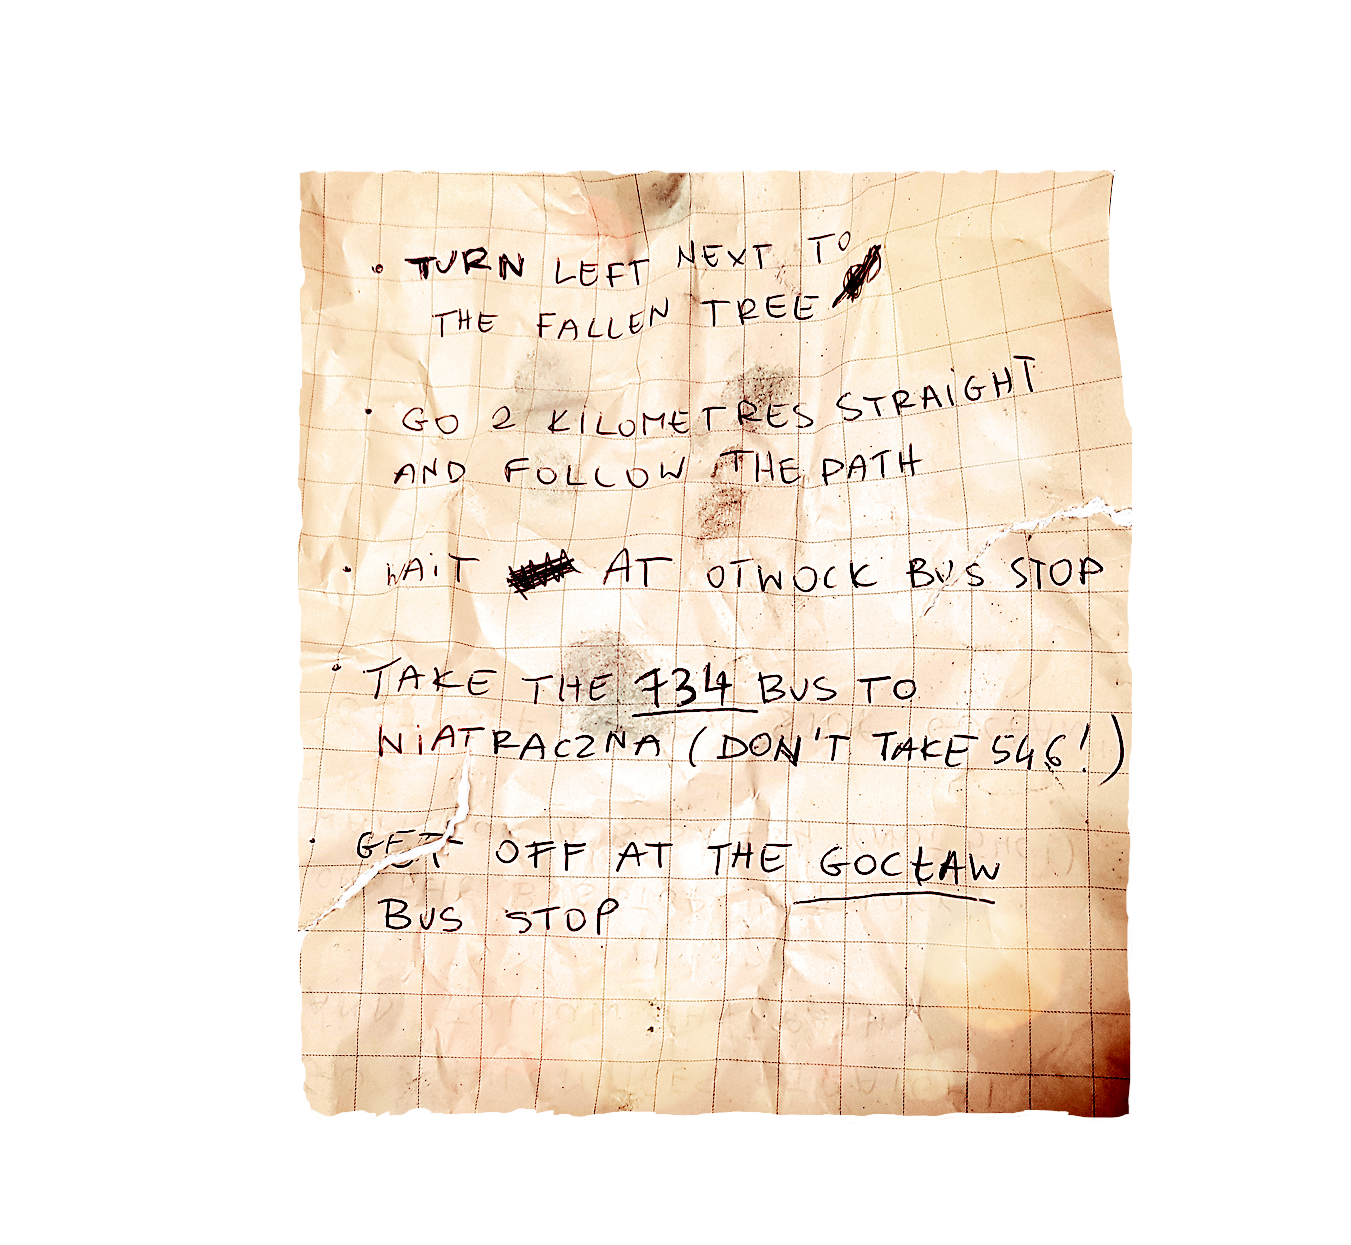 • TURN LEFT NEXT TO
THE FALLEN TREE
• GO 2 KILOMETRES STRAIGHT
AND FOLLOW THE PATH
• WAiT AT OTWOCK BUS STOP
• TAKE THE 734 BUS TO
NiATRACZNA (DON'T TAKE 546!)
• GET OFF AT THE GOCŁAW
BUS STOP